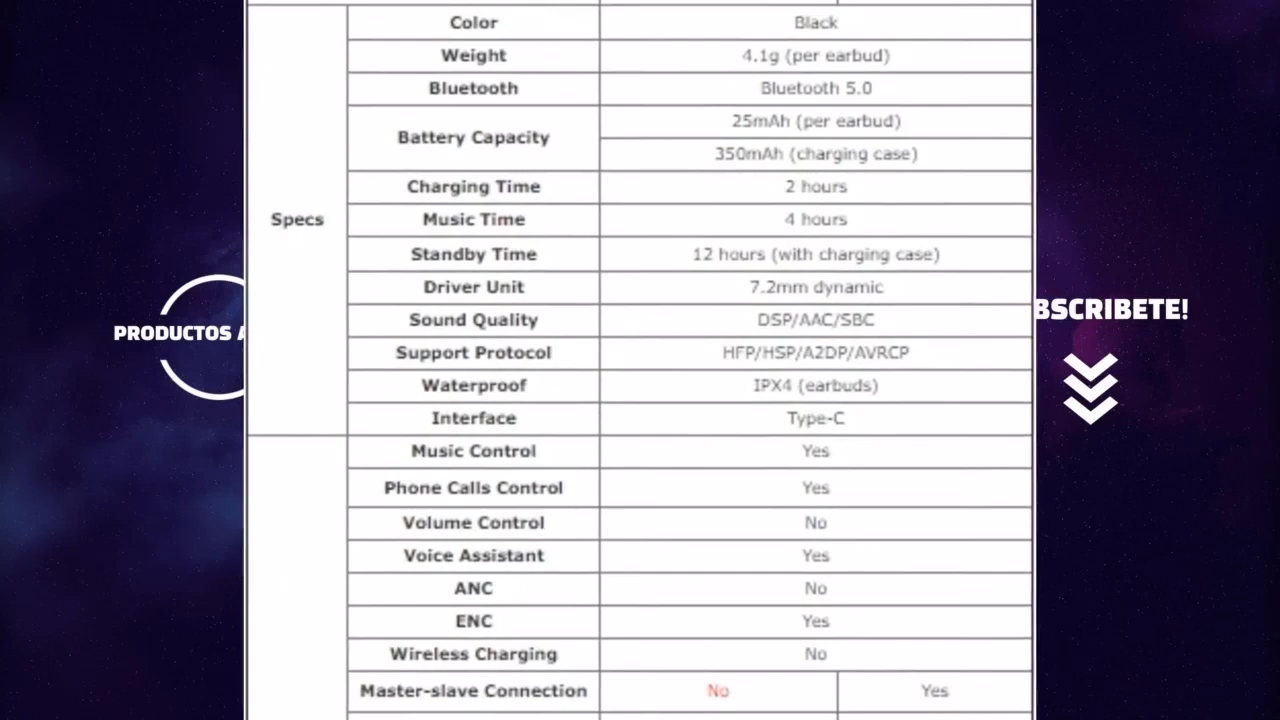 Color Black
Weight 4.1g (per earbud)
Bluetooth Bluetooth 5.0
Battery Capacity 25mAh (per earbud)
350mAh (charging case)
Charging Time 2 hours
Specs Music Time 4 hours
Standby Time 12 hours (with charging case)
Driver Unit 7.2mm dynamic
Sound Quality DSP/AAC/SBC
Support Protocol HFP/HSP/A2DP/AVRCP
Waterproof IPX4 (earbuds)
Interface Type-C
Music Control Yes
Phone Calls Control Yes
Volume Control No
Voice Assistant Yes
ANC No
ENC Yes
Wireless Charging No
Master-slave Connection No Yes
PRODUCTOS A
BSCRIBETE!